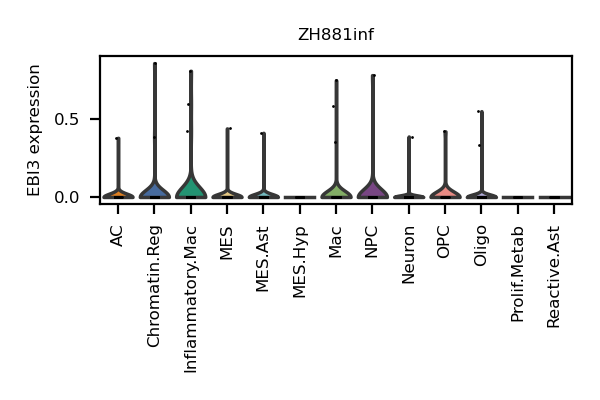 ZH881inf
EBI3 expression
0.5
0.0
AC
Chromatin.Reg
Inflammatory.Mac
MES
MES.Ast
MES.Hyp
Mac
NPC
Neuron
OPC
Oligo
Prolif.Metab
Reactive.Ast